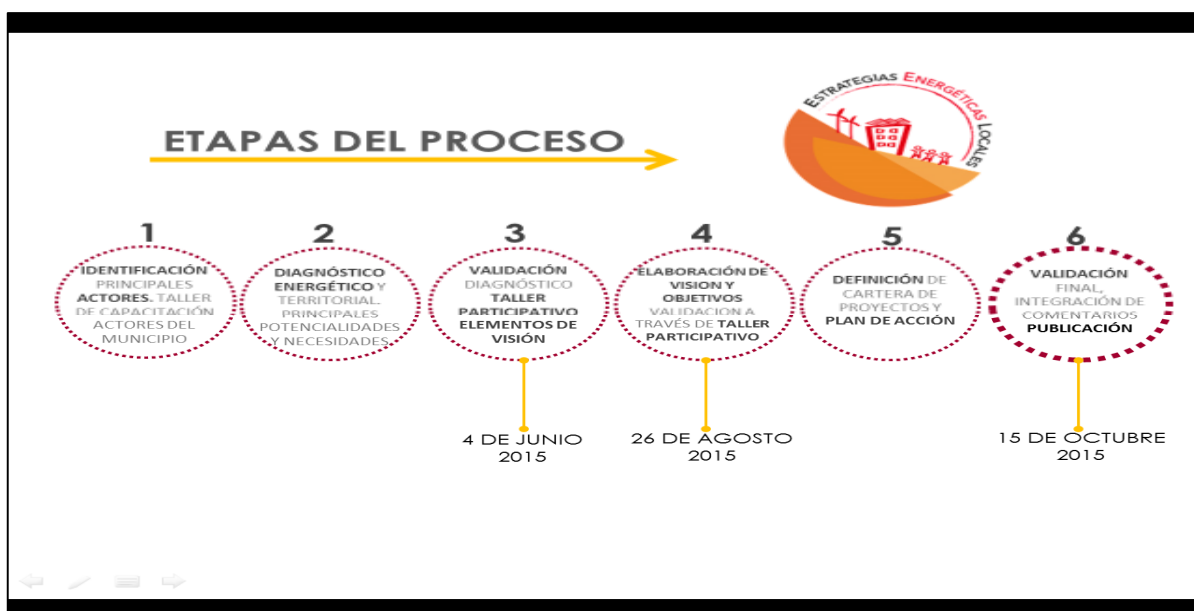 ESTRATEGIAS ENERGÉTICAS LOCALES
ETAPAS DEL PROCESO
1
IDENTIFICACIÓN
PRINCIPALES
ACTORES. TALLER
DE CAPACITACIÓN
ACTORES DEL
MUNICIPIO
2
DIAGNÓSTICO
ENERGÉTICO Y
TERRITORIAL.
PRINCIPALES
POTENCIALIDADES
Y NECESIDADES
3
VALIDACIÓN
DIAGNÓSTICO
TALLER
PARTICIPATIVO
ELEMENTOS DE
VISIÓN
4 DE JUNIO
2015
4
ELABORACIÓN DE
VISION Y
OBJETIVOS
VALIDACION A
TRAVÉS DE TALLER
PARTICIPATIVO
26 DE AGOSTO
2015
5
DEFINICIÓN DE
CARTERA DE
PROYECTOS Y
PLAN DE ACCIÓN
6
VALIDACIÓN
FINAL,
INTEGRACIÓN DE
COMENTARIOS
PUBLICACIÓN
15 DE OCTUBRE
2015